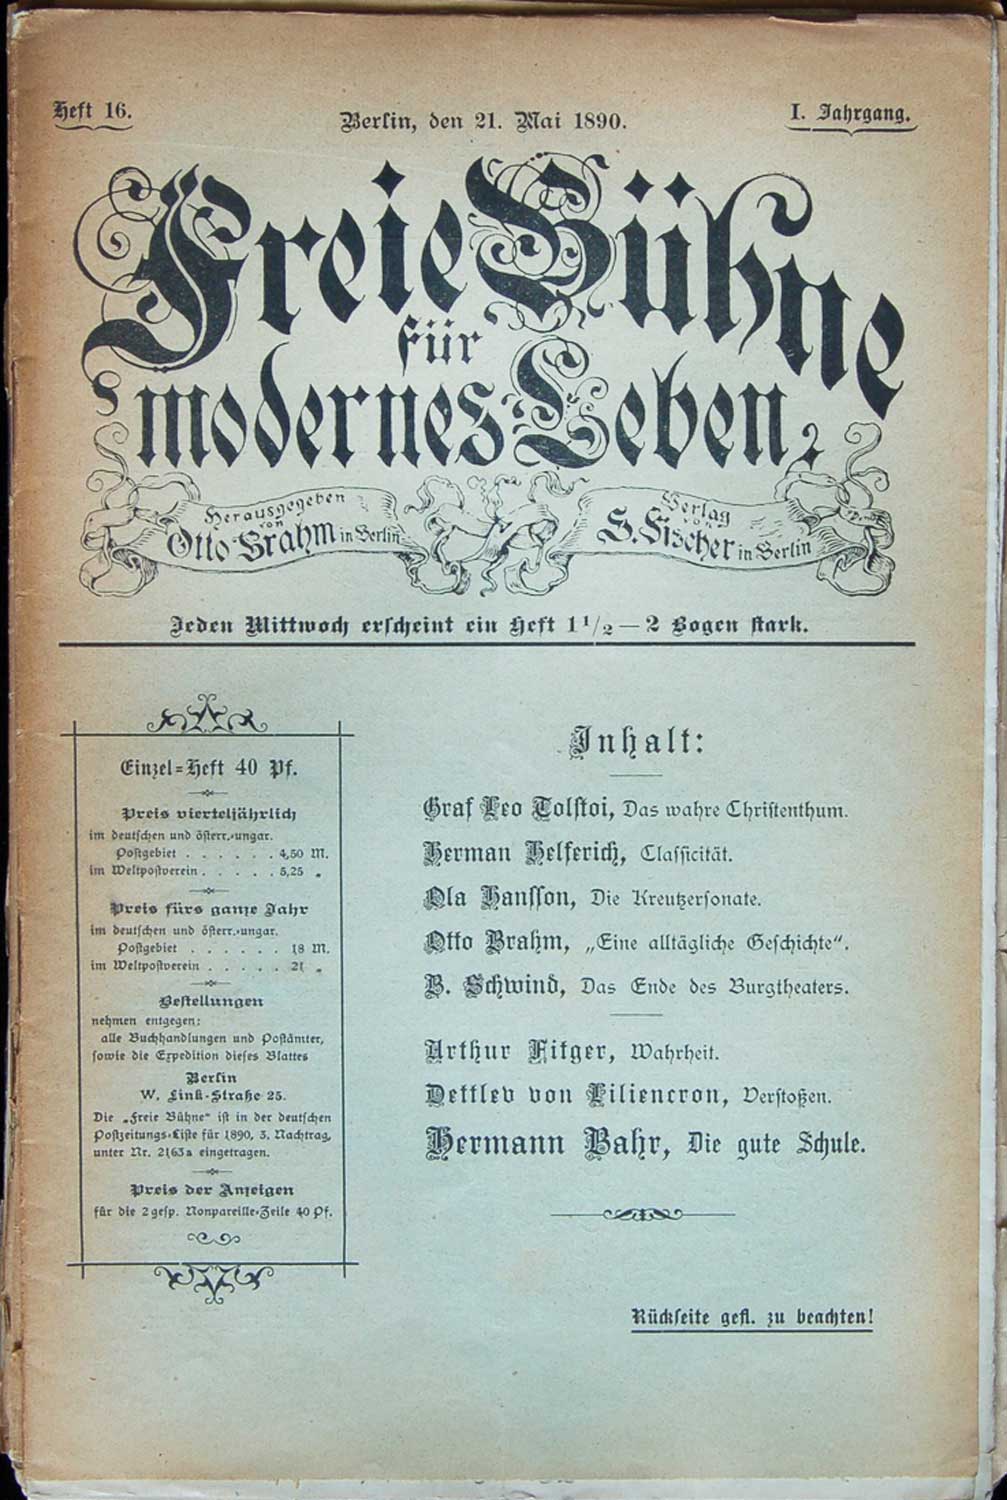 Heft 16.
Berlin, den 21. Mai 1890.
I. Jahrgang.
Freie Bühne
für
modernes Leben.
Herausgegeben
von
Otto Brahm in Berlin
Verlag
von
S. Fischer in Berlin
Jeden Mittwoch erscheint ein Heft 1 1/2 — 2 Bogen stark.
Einzel=Heft 40 Pf.
Preis vierteljährlich
im deutschen und österr.=ungar.
Postgebiet . . . . . . 4,50 M.
im Weltpostverein . . . . . 5,25 „
Preis fürs ganze Jahr
im deutschen und österr.=ungar.
Postgebiet . . . . . . 18 M.
im Weltpostverein . . . . . 21 „
Bestellungen
nehmen entgegen:
alle Buchhandlungen und Postämter,
sowie die Expedition dieses Blattes
Berlin
W. Link=Straße 25.
Die „Freie Bühne“ ist in der deutschen
Postzeitungs=Liste für 1890, 3. Nachtrag,
unter Nr. 2163a eingetragen.
Preis der Anzeigen
für die 2 gesp. Nonpareille=Zeile 40 Pf.
Inhalt:
Graf Leo Tolstoi, Das wahre Christenthum.
Herman Helferich, Classicität.
Ola Hansson, Die Kreutzersonate.
Otto Brahm, „Eine alltägliche Geschichte“.
B. Schwind, Das Ende des Burgtheaters.
Arthur Fitger, Wahrheit.
Dettlev von Liliencron, Verstoßen.
Hermann Bahr, Die gute Schule.
Rückseite gefl. zu beachten!